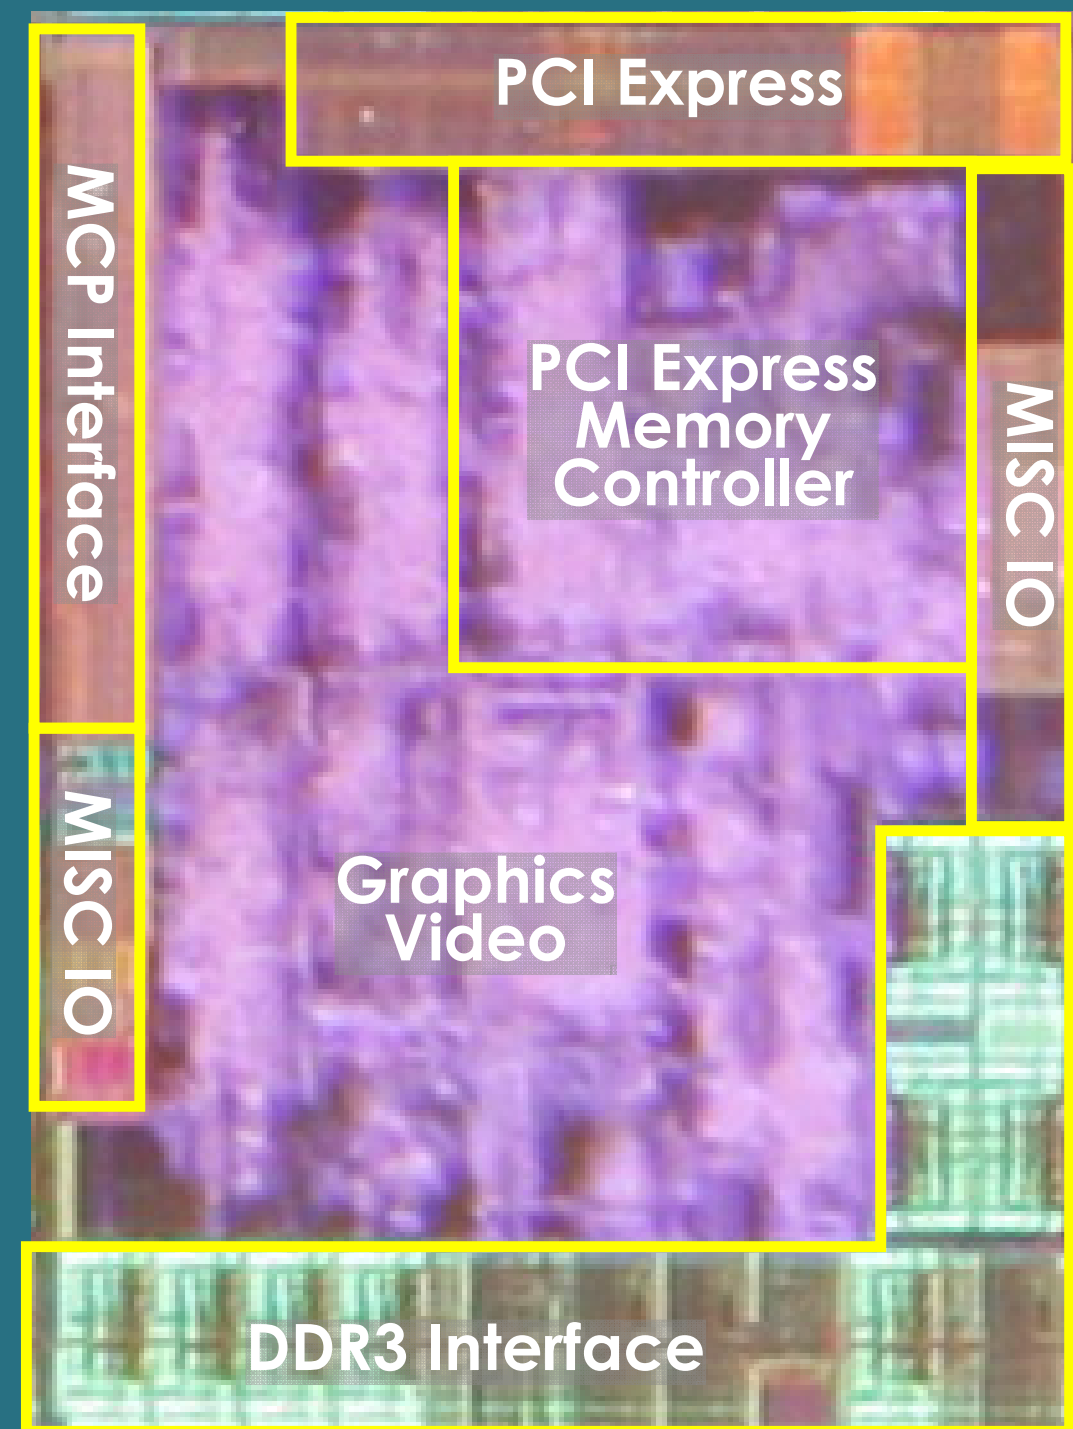 PCI Express
MCP Interface
PCI Express
Memory
Controller
MISC IO
MISC IO
Graphics
Video
DDR3 Interface